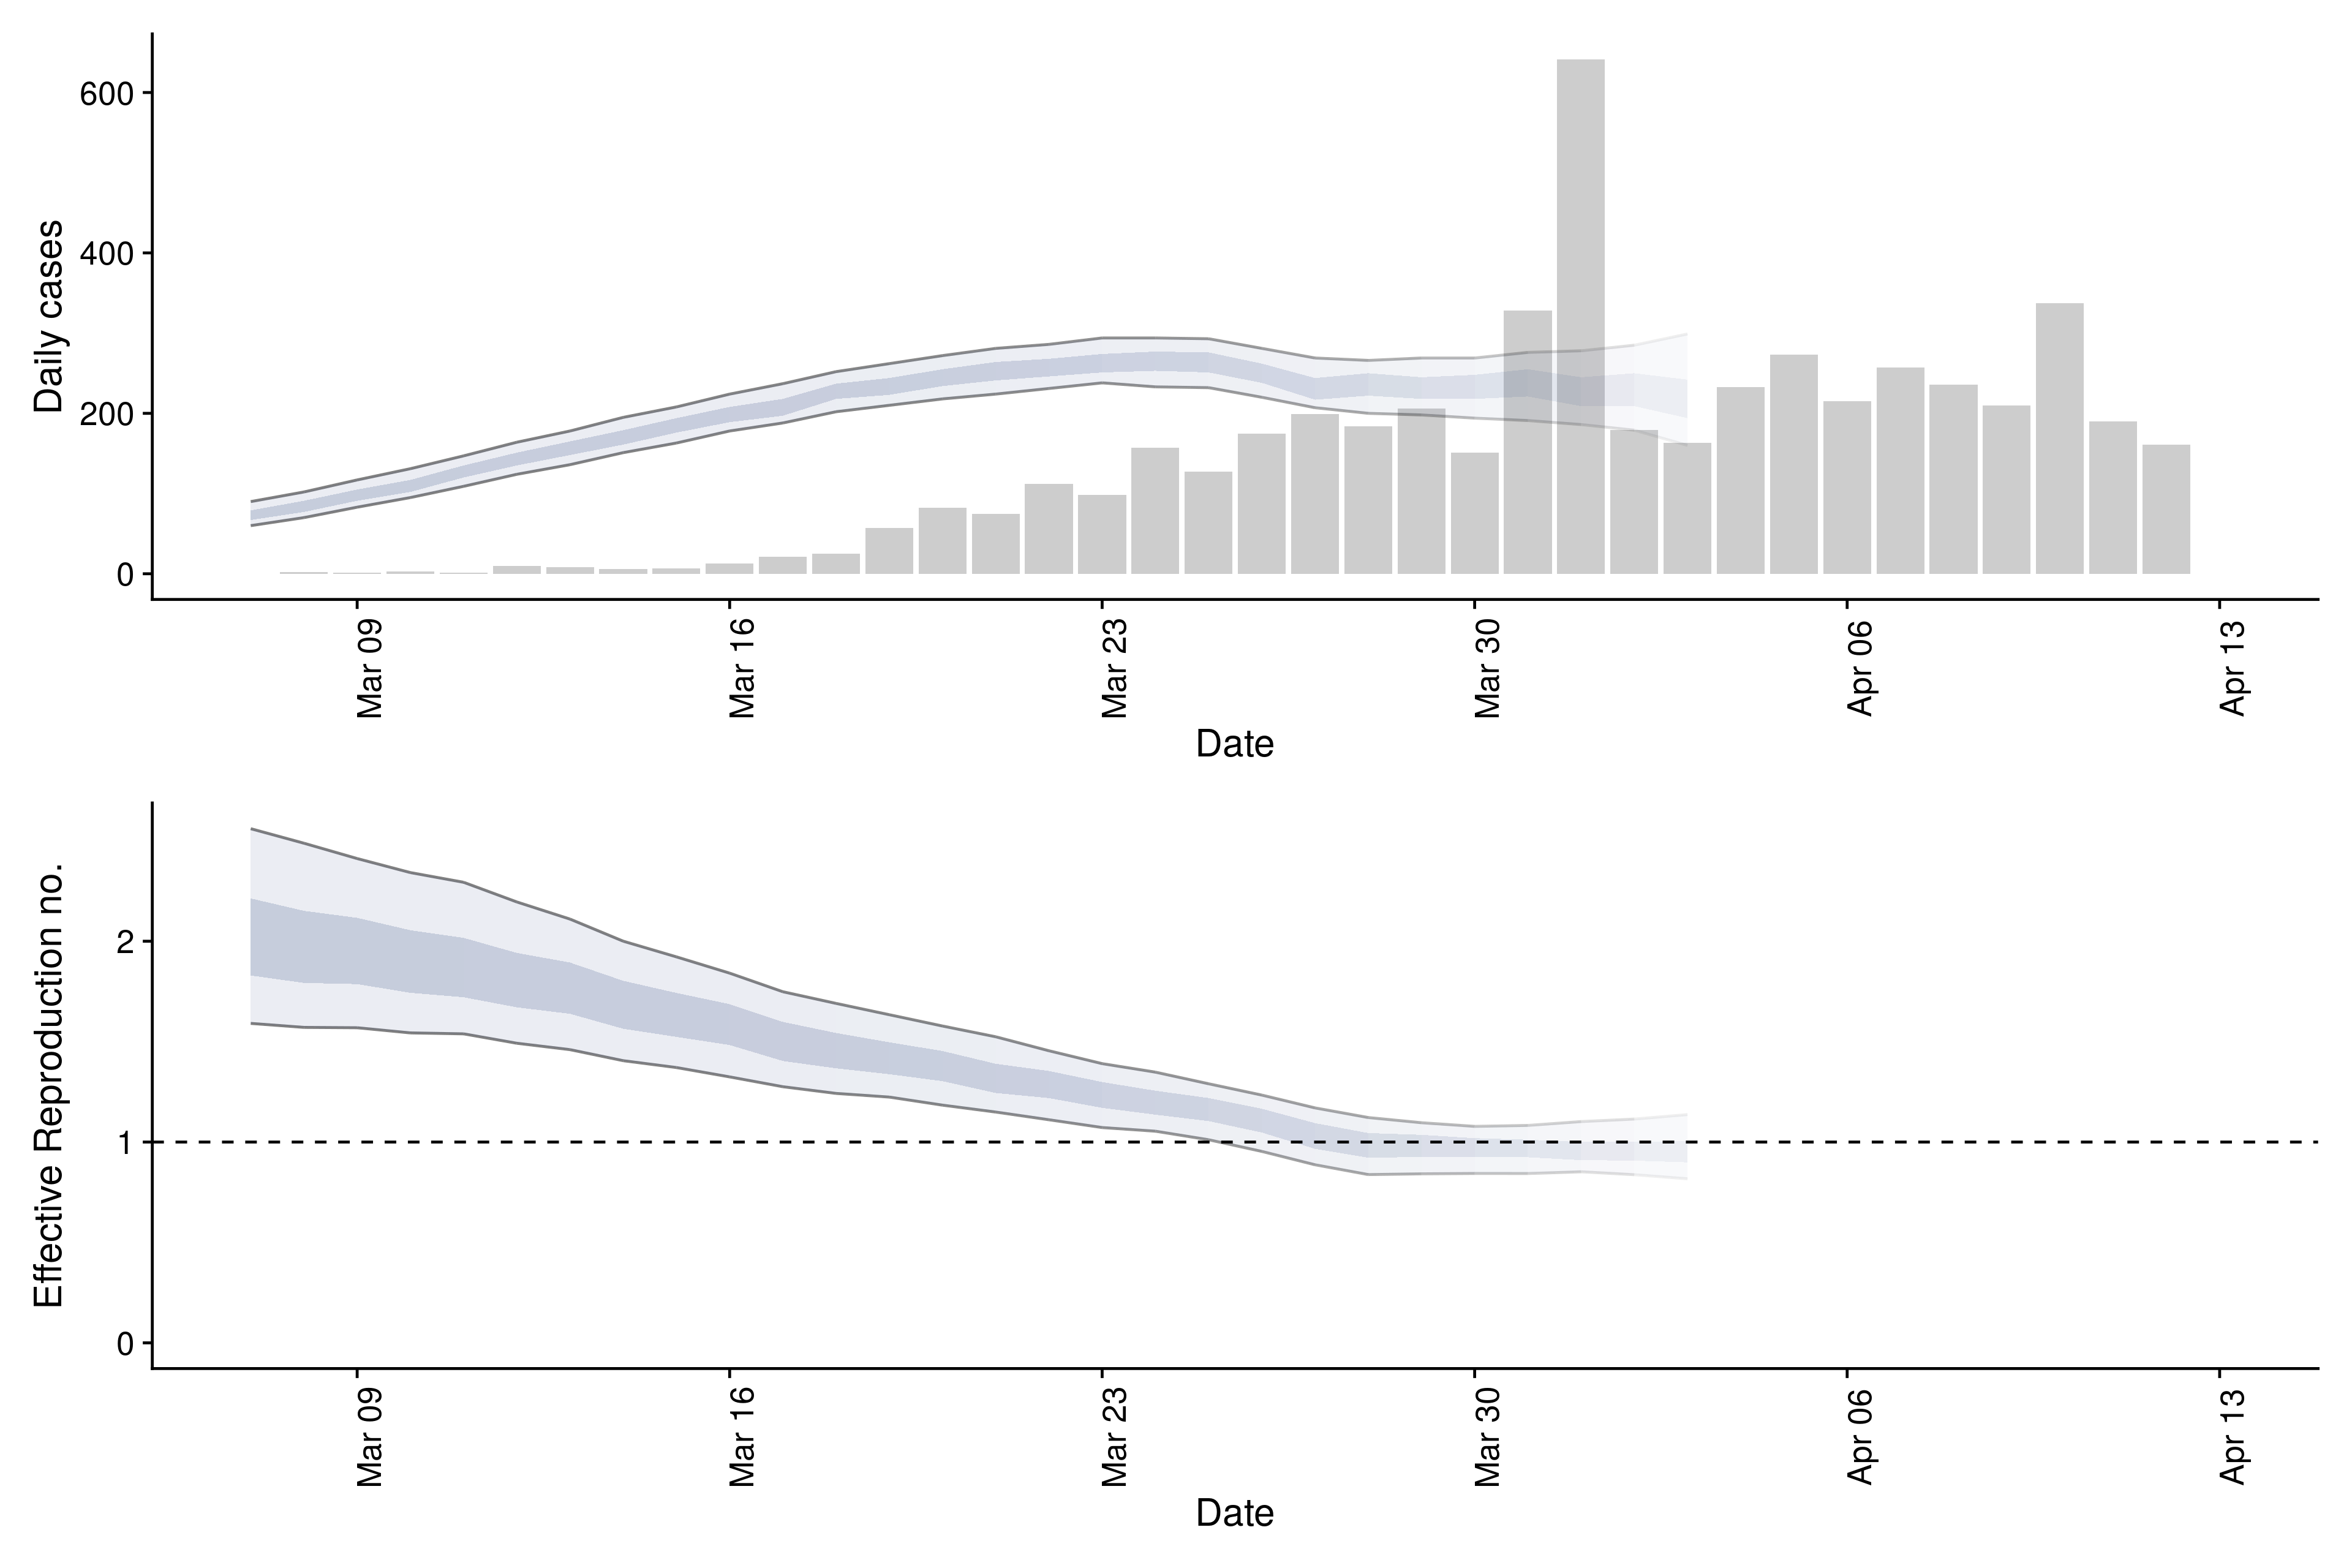 Daily cases
600
400
200
0
Mar 09
Mar 16
Mar 23
Mar 30
Apr 06
Apr 13
Date
Effective Reproduction no.
2
1
0
Mar 09
Mar 16
Mar 23
Mar 30
Apr 06
Apr 13
Date